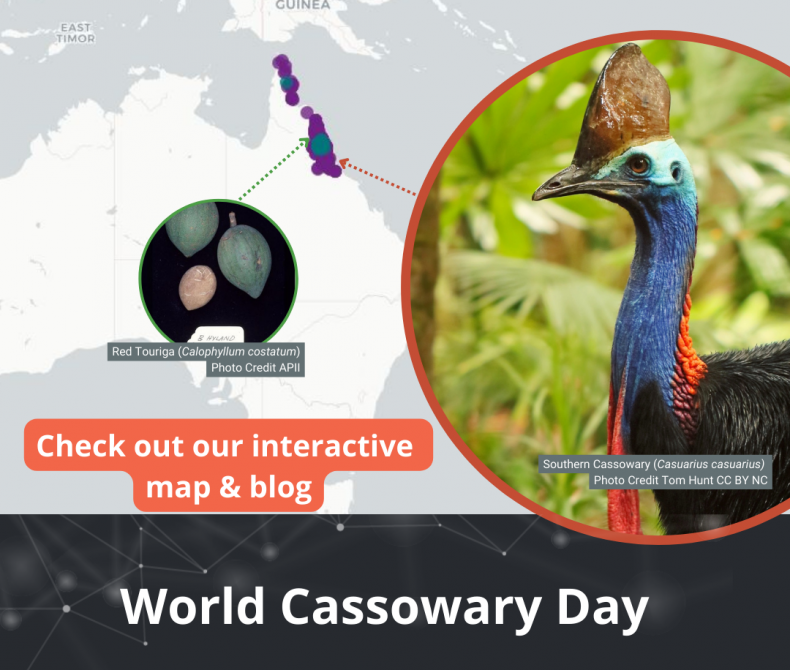 GUINEA
EAST
TIMOR
B HYLAND
Red Touriga (Calophyllum costatum)
Photo Credit APII
Southern Cassowary (Casuarius casuarius)
Photo Credit Tom Hunt CC BY NC
Check out our interactive
map & blog
World Cassowary Day